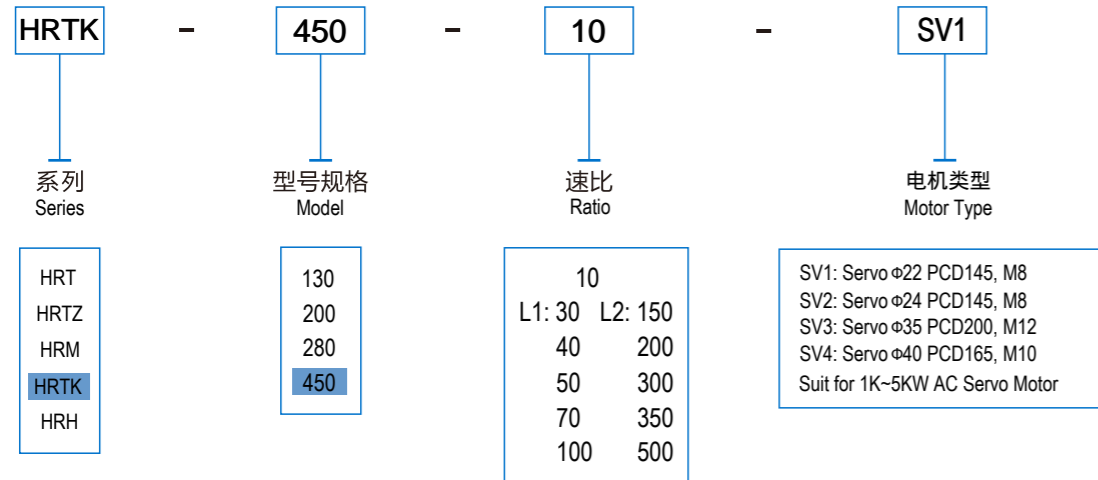 HRTK - 450 - 10 - SV1
系列 型号规格 速比 电机类型
Series Model Ratio Motor Type
HRT
HRTZ
HRM
HRTK
HRH
130
200
280
450
10
L1: 30 L2: 150
40 200
50 300
70 350
100 500
SV1: Servo Φ22 PCD145, M8
SV2: Servo Φ24 PCD145, M8
SV3: Servo Φ35 PCD200, M12
SV4: Servo Φ40 PCD165, M10
Suit for 1K~5KW AC Servo Motor